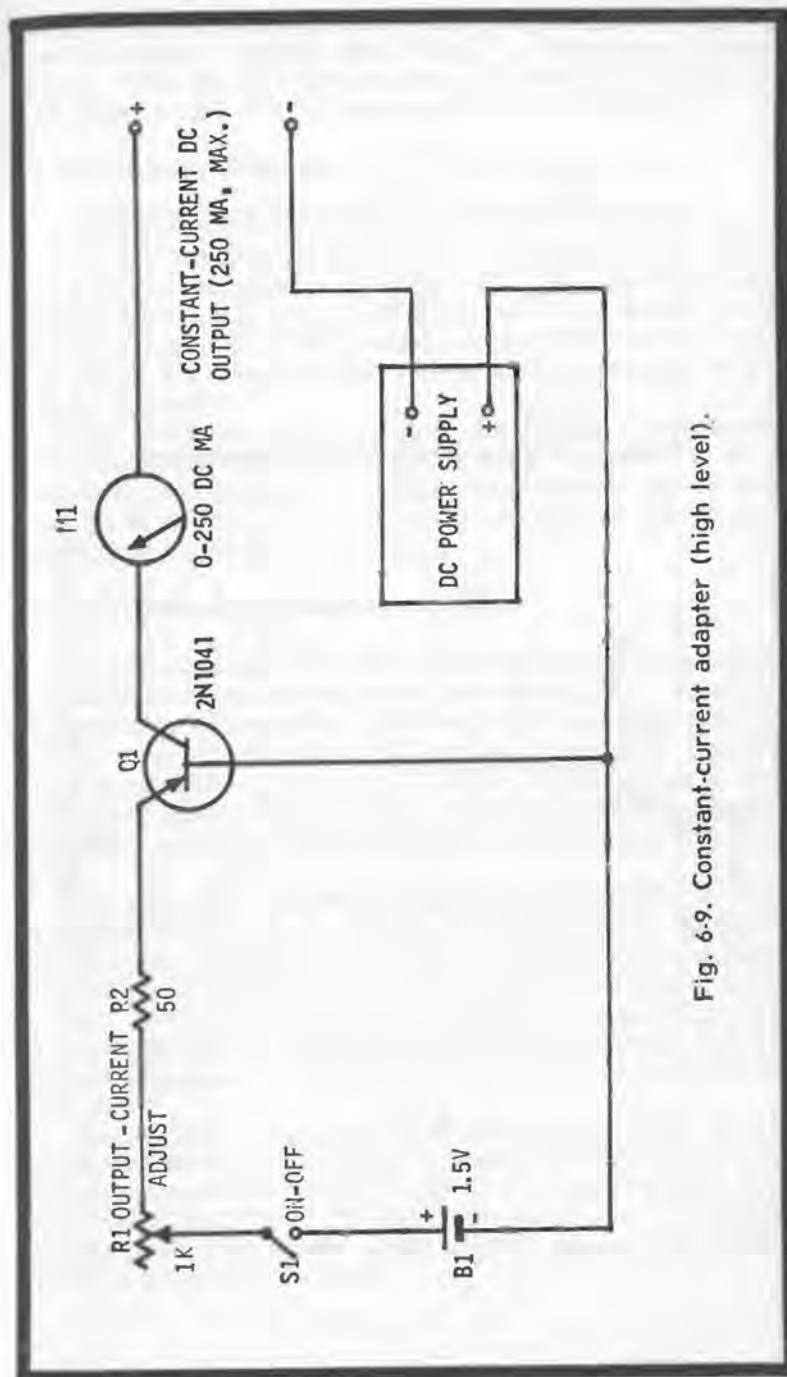 R1 OUTPUT-CURRENT
ADJUST
1K
R2
50
Q1
2N1041
M1
0-250 DC MA
+
CONSTANT-CURRENT DC
OUTPUT (250 MA, MAX.)
-
S1
ON-OFF
+
-
B1
1.5V
DC POWER SUPPLY
-
+
Fig. 6-9. Constant-current adapter (high level).